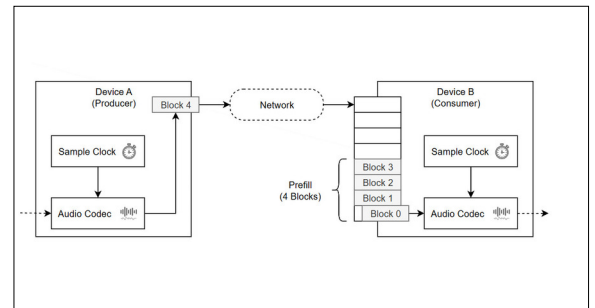 Device A
(Producer)
Block 4
Sample Clock
Audio Codec
Network
Prefill
(4 Blocks)
Block 3
Block 2
Block 1
Block 0
Device B
(Consumer)
Sample Clock
Audio Codec